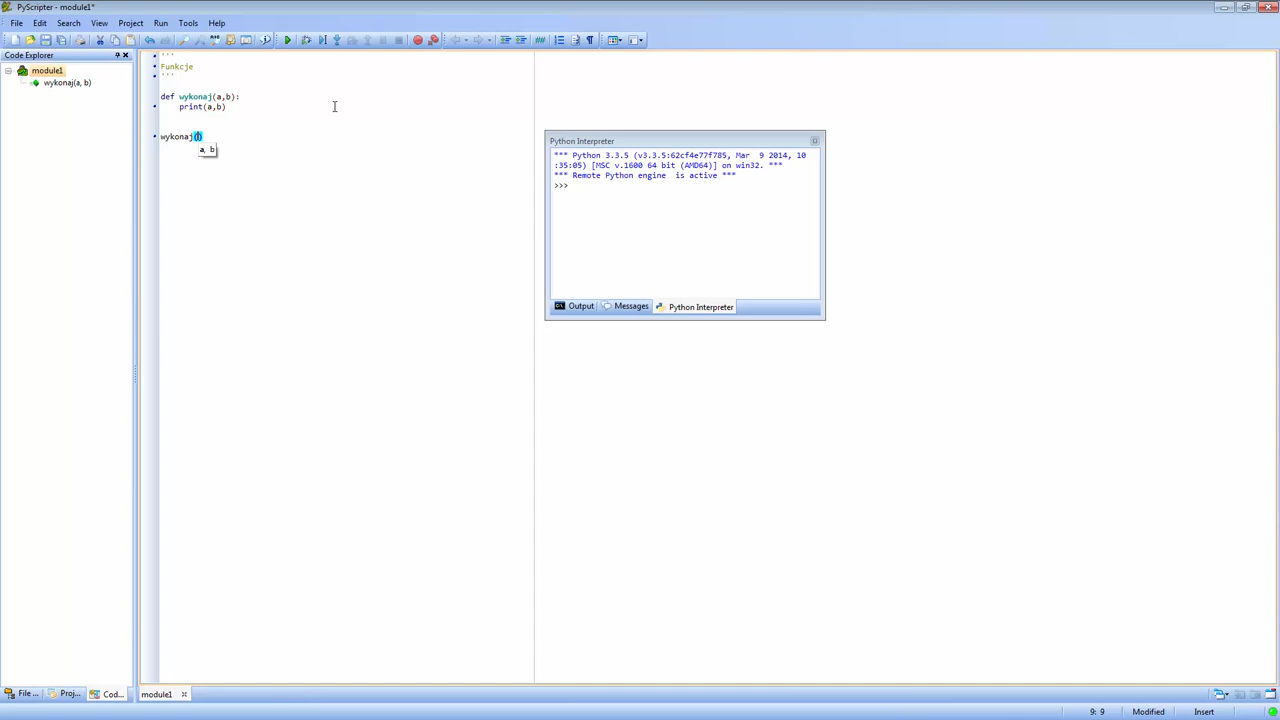 PyScripter - module1*
File Edit Search View Project Run Tools Help
Code Explorer
module1
wykonaj(a, b)
'''
Funkcje
'''
def wykonaj(a,b):
print(a,b)
wykonaj()
a, b
Python Interpreter
*** Python 3.3.5 (v3.3.5:62cf4e77f785, Mar 9 2014, 10
:35:05) [MSC v.1600 64 bit (AMD64)] on win32. ***
*** Remote Python engine is active ***
>>>
Output Messages Python Interpreter
File ... Proj... Cod... module1
9: 9 Modified Insert